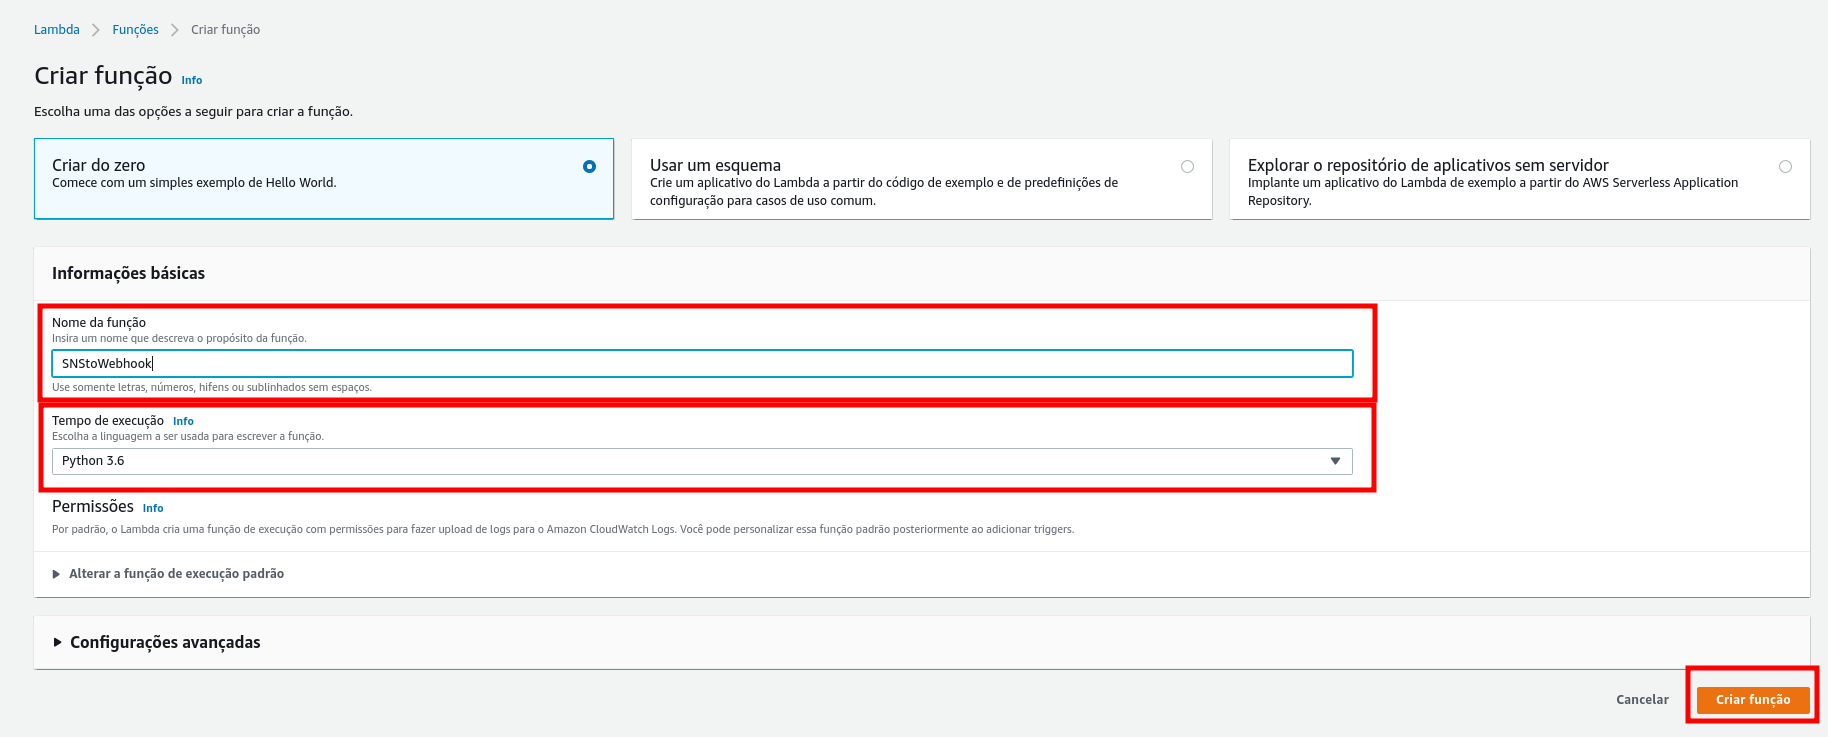 Lambda > Funções > Criar função
Criar função Info
Escolha uma das opções a seguir para criar a função.
Criar do zero
Comece com um simples exemplo de Hello World.
Usar um esquema
Crie um aplicativo do Lambda a partir do código de exemplo e de predefinições de
configuração para casos de uso comum.
Explorar o repositório de aplicativos sem servidor
Implante um aplicativo do Lambda de exemplo a partir do AWS Serverless Application
Repository.
Informações básicas
Nome da função
Insira um nome que descreva o propósito da função.
SNStoWebhook
Use somente letras, números, hifens ou sublinhados sem espaços.
Tempo de execução Info
Escolha a linguagem a ser usada para escrever a função.
Python 3.6
Permissões Info
Por padrão, o Lambda cria uma função de execução com permissões para fazer upload de logs para o Amazon CloudWatch Logs. Você pode personalizar essa função padrão posteriormente ao adicionar triggers.
Alterar a função de execução padrão
Configurações avançadas
Cancelar Criar função